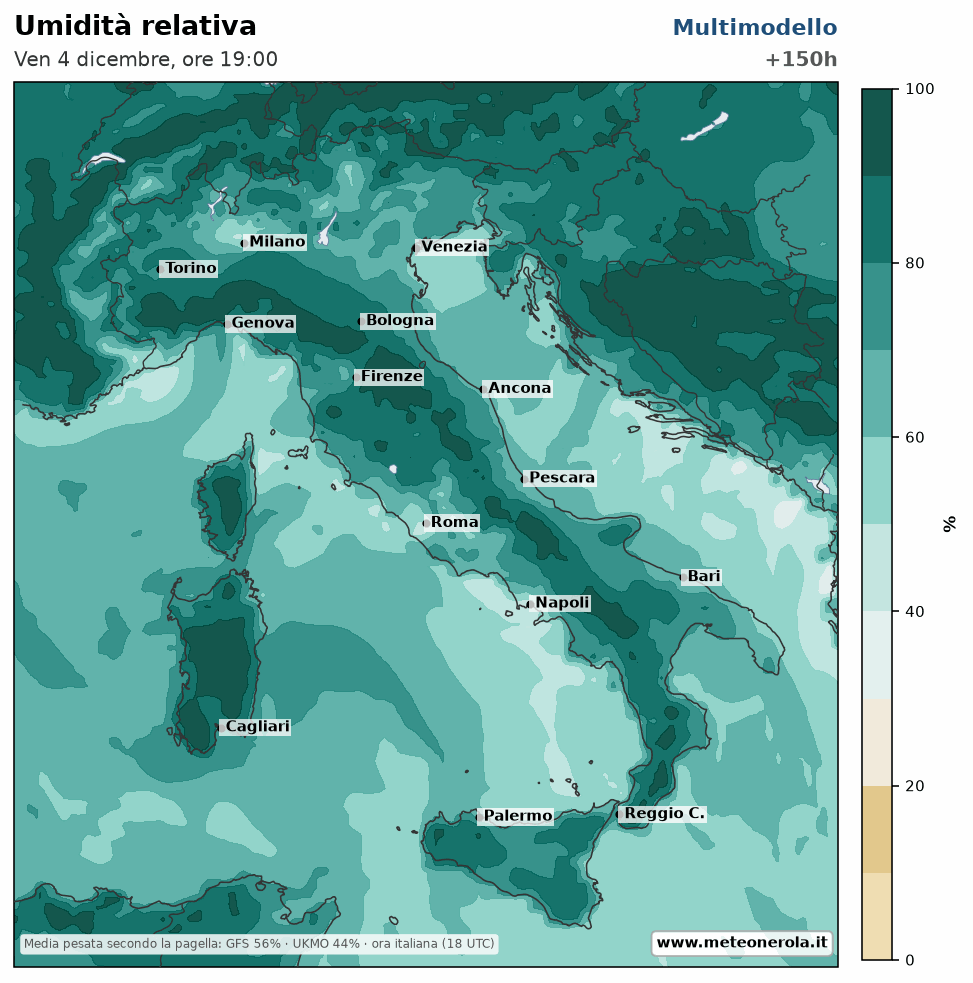 Umidità relativa
Multimodello
Ven 4 dicembre, ore 19:00
+150h
100
80
60
40
20
0
%
Milano
Venezia
Torino
Genova
Bologna
Firenze
Ancona
Pescara
Roma
Bari
Napoli
Cagliari
Palermo
Reggio C.
Media pesata secondo la pagella: GFS 56% · UKMO 44% · ora italiana (18 UTC)
www.meteonerola.it